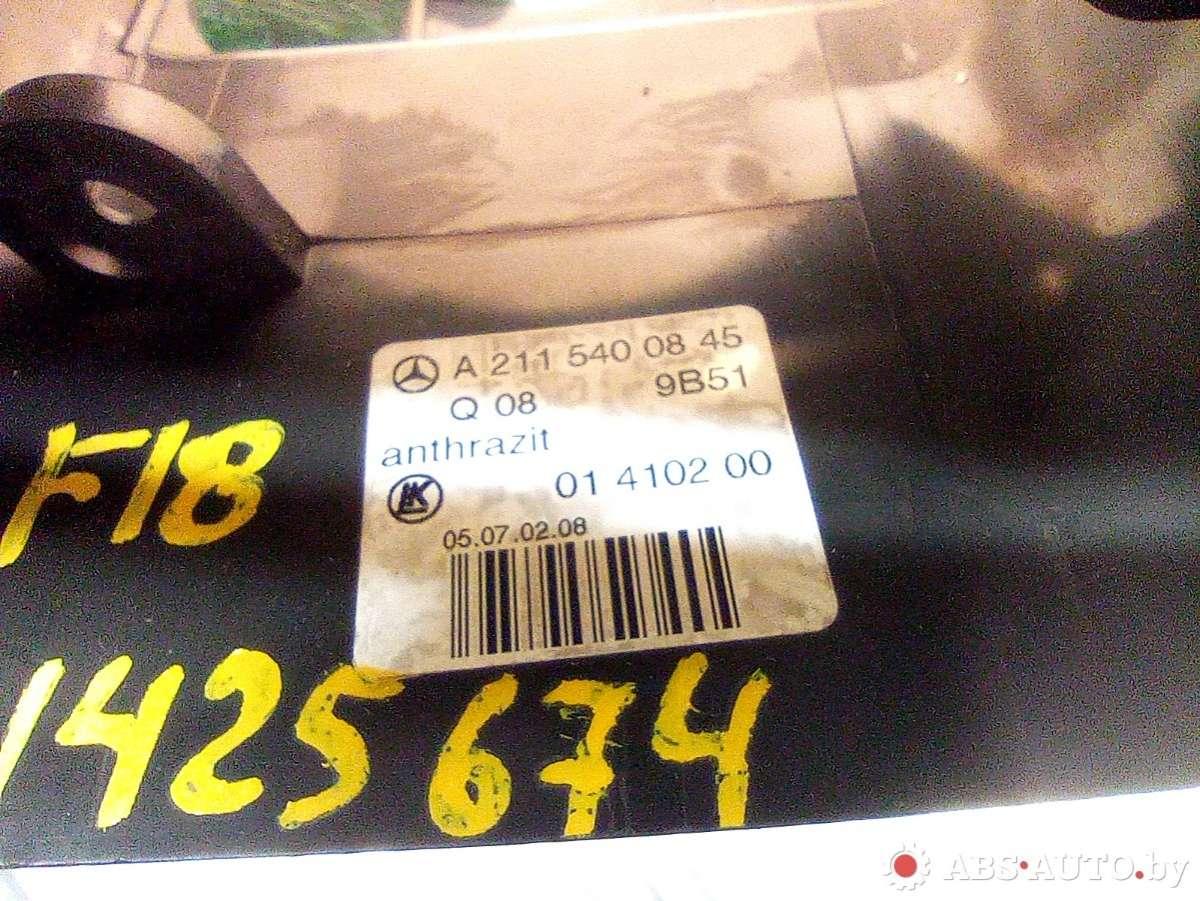 A 211 540 08 45
Q 08 9B51
anthrazit
LK 01 4102 00
05.07.02.08
F18
1425674
ABS-AUTO.by